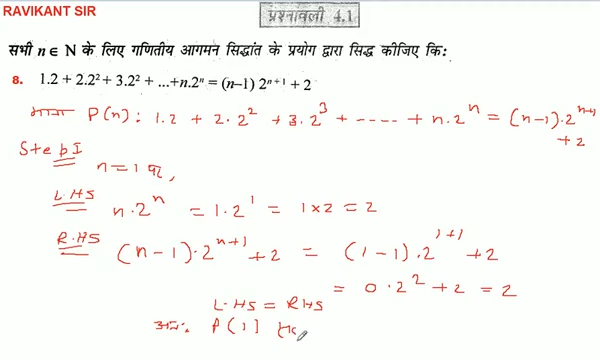 RAVIKANT SIR
प्रश्नावली 4.1
सभी n ∈ N के लिए गणितीय आगमन सिद्धांत के प्रयोग द्वारा सिद्ध कीजिए कि:
8. 1.2 + 2.2² + 3.2² + ...+n.2ⁿ = (n–1) 2ⁿ⁺¹ + 2
माना P(n): 1.2 + 2.2² + 3.2³ + ---- + n.2ⁿ = (n-1).2ⁿ⁺¹
+2
Step I
n=1 पर,
L.HS n.2ⁿ = 1.2¹ = 1×2 = 2
R.HS (n-1).2ⁿ⁺¹+2 = (1-1).2¹⁺¹+2
= 0.2²+2 = 2
L.HS = RHS
अतः P(1)